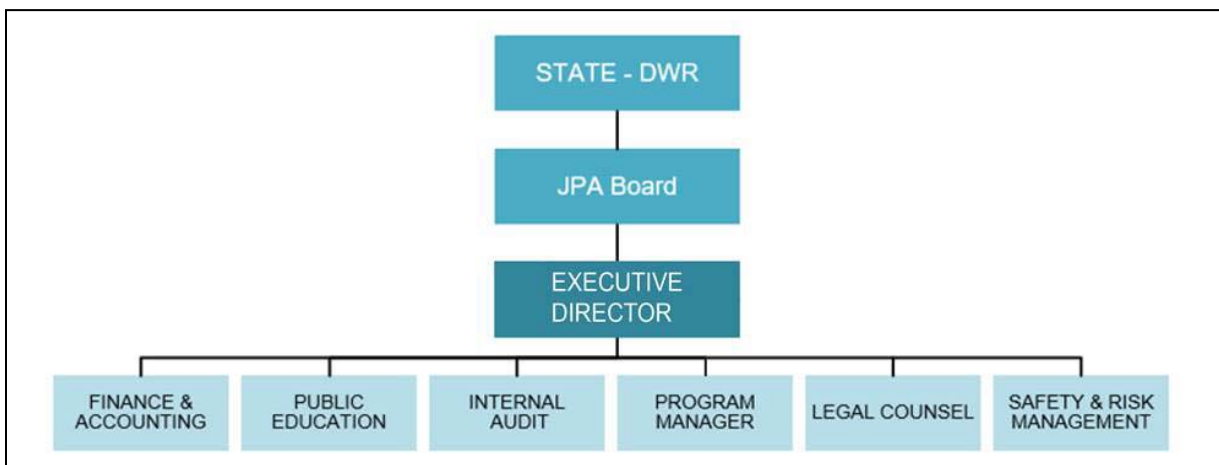 STATE - DWR
JPA Board
EXECUTIVE
DIRECTOR
FINANCE &
ACCOUNTING
PUBLIC
EDUCATION
INTERNAL
AUDIT
PROGRAM
MANAGER
LEGAL COUNSEL
SAFETY & RISK
MANAGEMENT